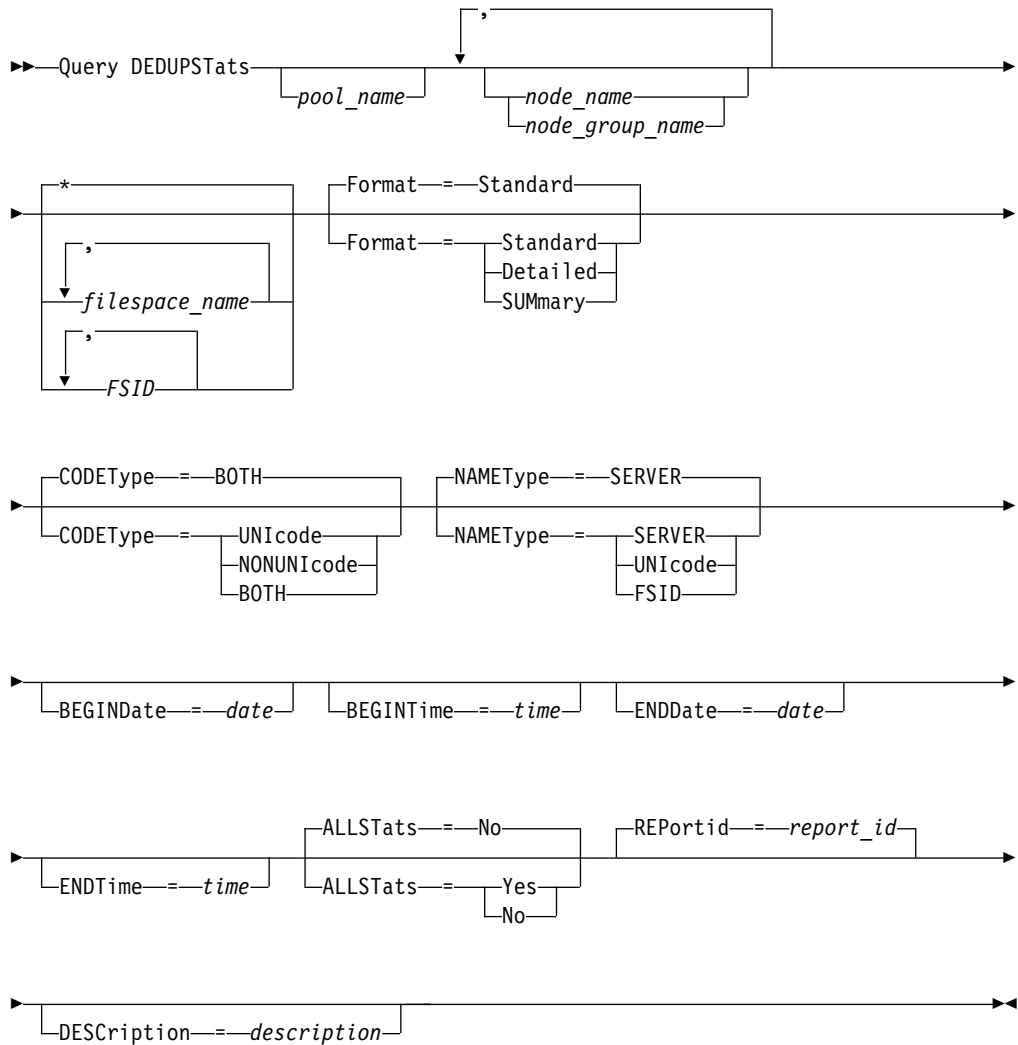 ,
Query DEDUPStats
pool_name
node_name
node_group_name
*
,
filespace_name
,
FSID
Format = Standard
Format = Standard
Detailed
SUMmary
CODEType = BOTH
CODEType = UNIcode
NONUNIcode
BOTH
NAMEType = SERVER
NAMEType = SERVER
UNIcode
FSID
BEGINDate = date
BEGINTime = time
ENDDate = date
ENDTime = time
ALLSTats = No
ALLSTats = Yes
No
REPortid = report_id
DESCription = description